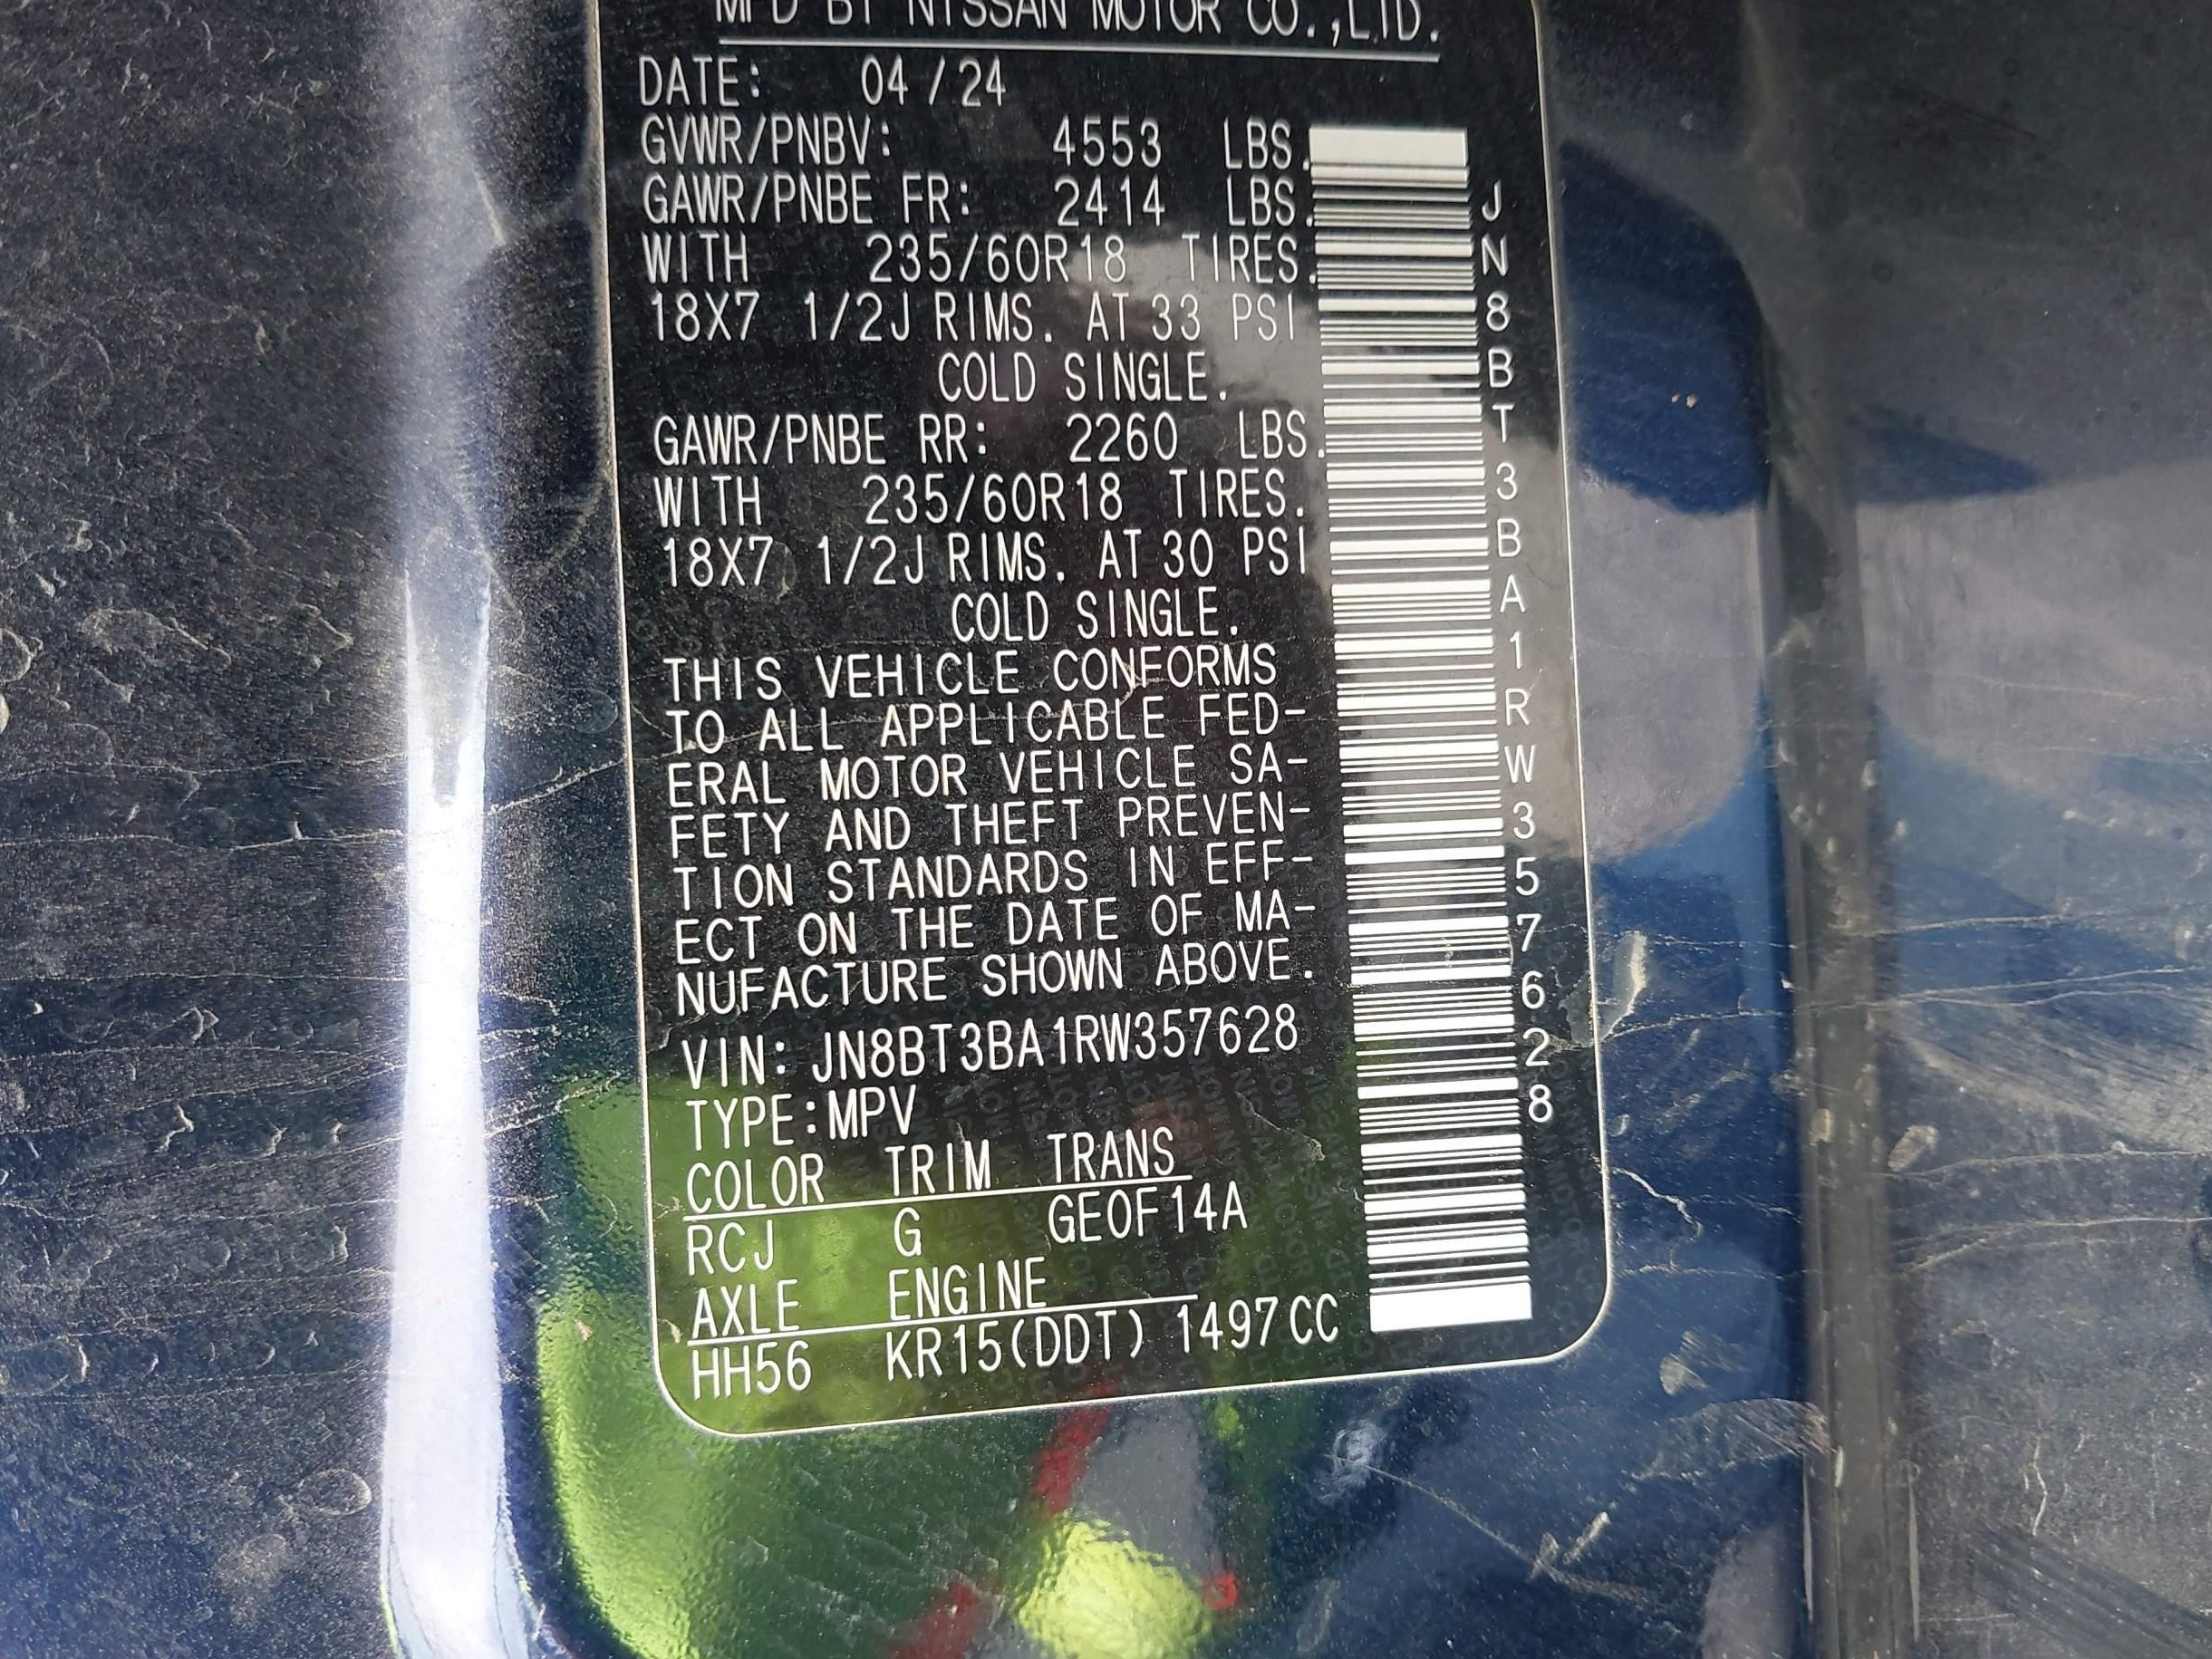 MFD BY NISSAN MOTOR CO.,LTD.
DATE: 04/24
GVWR/PNBV: 4553 LBS.
GAWR/PNBE FR: 2414 LBS.
WITH 235/60R18 TIRES.
18X7 1/2J RIMS. AT 33 PSI
COLD SINGLE.
GAWR/PNBE RR: 2260 LBS.
WITH 235/60R18 TIRES.
18X7 1/2J RIMS. AT 30 PSI
COLD SINGLE.
THIS VEHICLE CONFORMS
TO ALL APPLICABLE FED-
ERAL MOTOR VEHICLE SA-
FETY AND THEFT PREVEN-
TION STANDARDS IN EFF-
ECT ON THE DATE OF MA-
NUFACTURE SHOWN ABOVE.
VIN: JN8BT3BA1RW357628
TYPE:MPV
COLOR TRIM TRANS
RCJ G GE0F14A
AXLE ENGINE
HH56 KR15(DDT) 1497CC
JN8BT3BA1RW357628